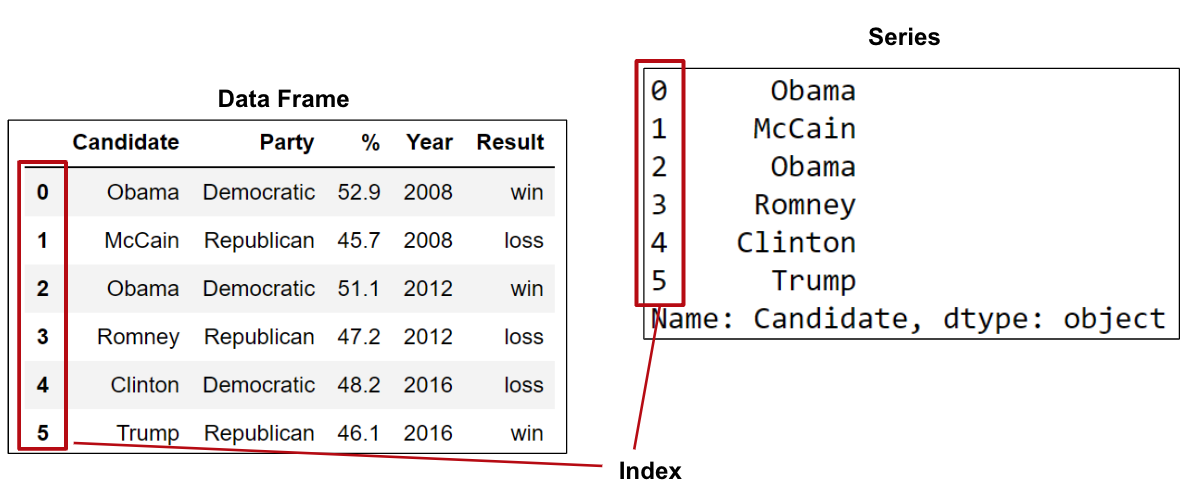 Data Frame
Candidate Party % Year Result
0 Obama Democratic 52.9 2008 win
1 McCain Republican 45.7 2008 loss
2 Obama Democratic 51.1 2012 win
3 Romney Republican 47.2 2012 loss
4 Clinton Democratic 48.2 2016 loss
5 Trump Republican 46.1 2016 win
Series
0 Obama
1 McCain
2 Obama
3 Romney
4 Clinton
5 Trump
Name: Candidate, dtype: object
Index